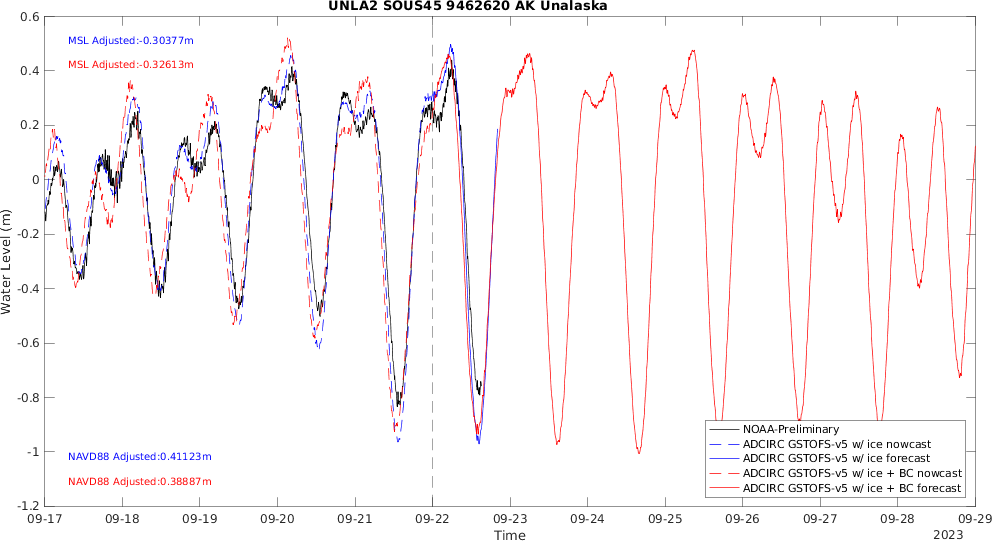 UNLA2 SOUS45 9462620 AK Unalaska
0.6
0.4
0.2
0
-0.2
-0.4
-0.6
-0.8
-1
-1.2
Water Level (m)
MSL Adjusted:-0.30377m
MSL Adjusted:-0.32613m
NAVD88 Adjusted:0.41123m
NAVD88 Adjusted:0.38887m
NOAA-Preliminary
ADCIRC GSTOFS-v5 w/ ice nowcast
ADCIRC GSTOFS-v5 w/ ice forecast
ADCIRC GSTOFS-v5 w/ ice + BC nowcast
ADCIRC GSTOFS-v5 w/ ice + BC forecast
09-17 09-18 09-19 09-20 09-21 09-22 09-23 09-24 09-25 09-26 09-27 09-28 09-29
Time
2023